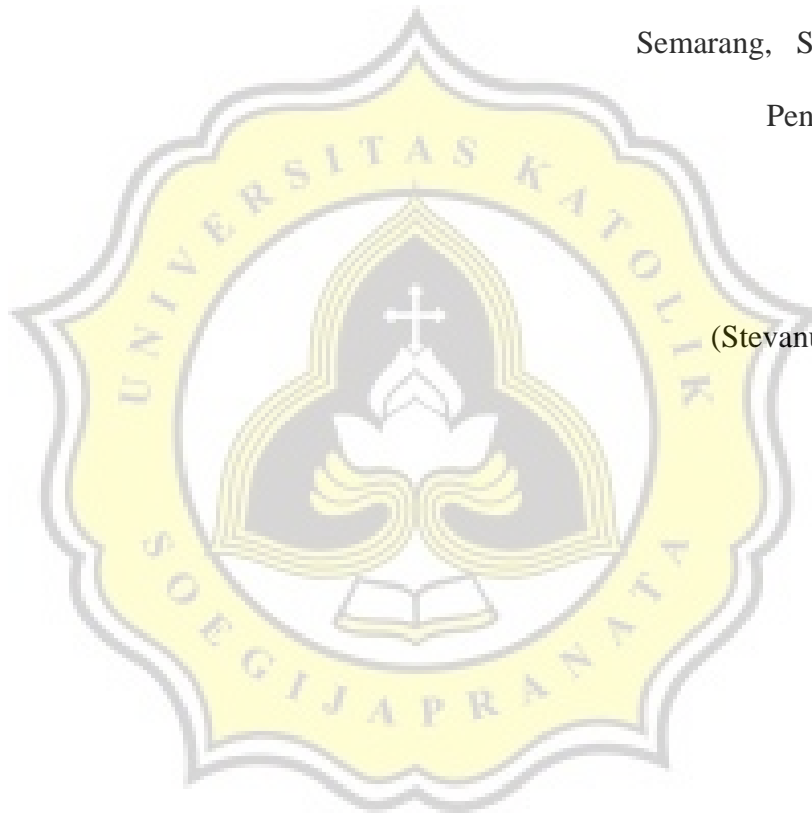 Semarang, S
Pen
(Stevan
UNIVERSITAS KATOLIK
SOEGIJAPRANATA